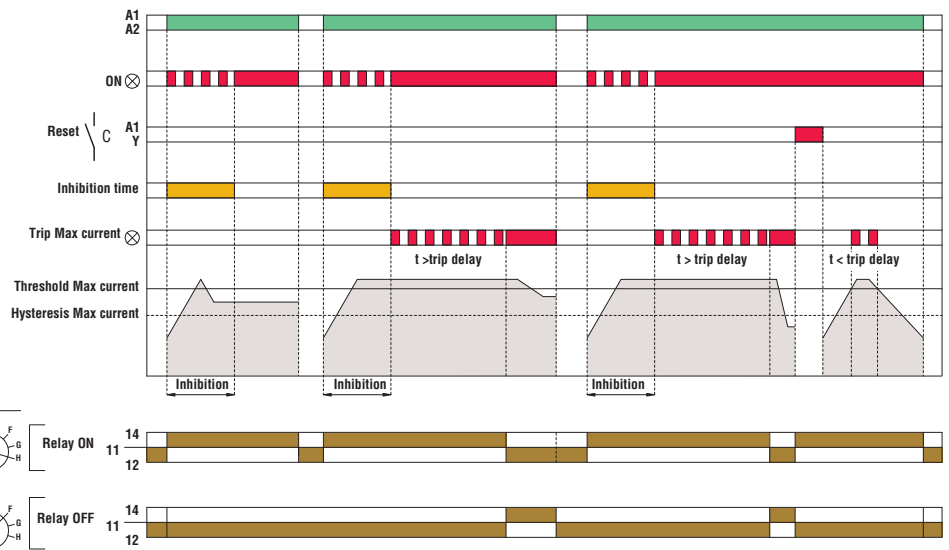 A1
A2
ON
Reset C A1
Y
Inhibition time
Trip Max current
t >trip delay t > trip delay t < trip delay
Threshold Max current
Hysteresis Max current
Inhibition Inhibition Inhibition
F
G
H
Relay ON 14
11
12
F
G
H
Relay OFF 14
11
12